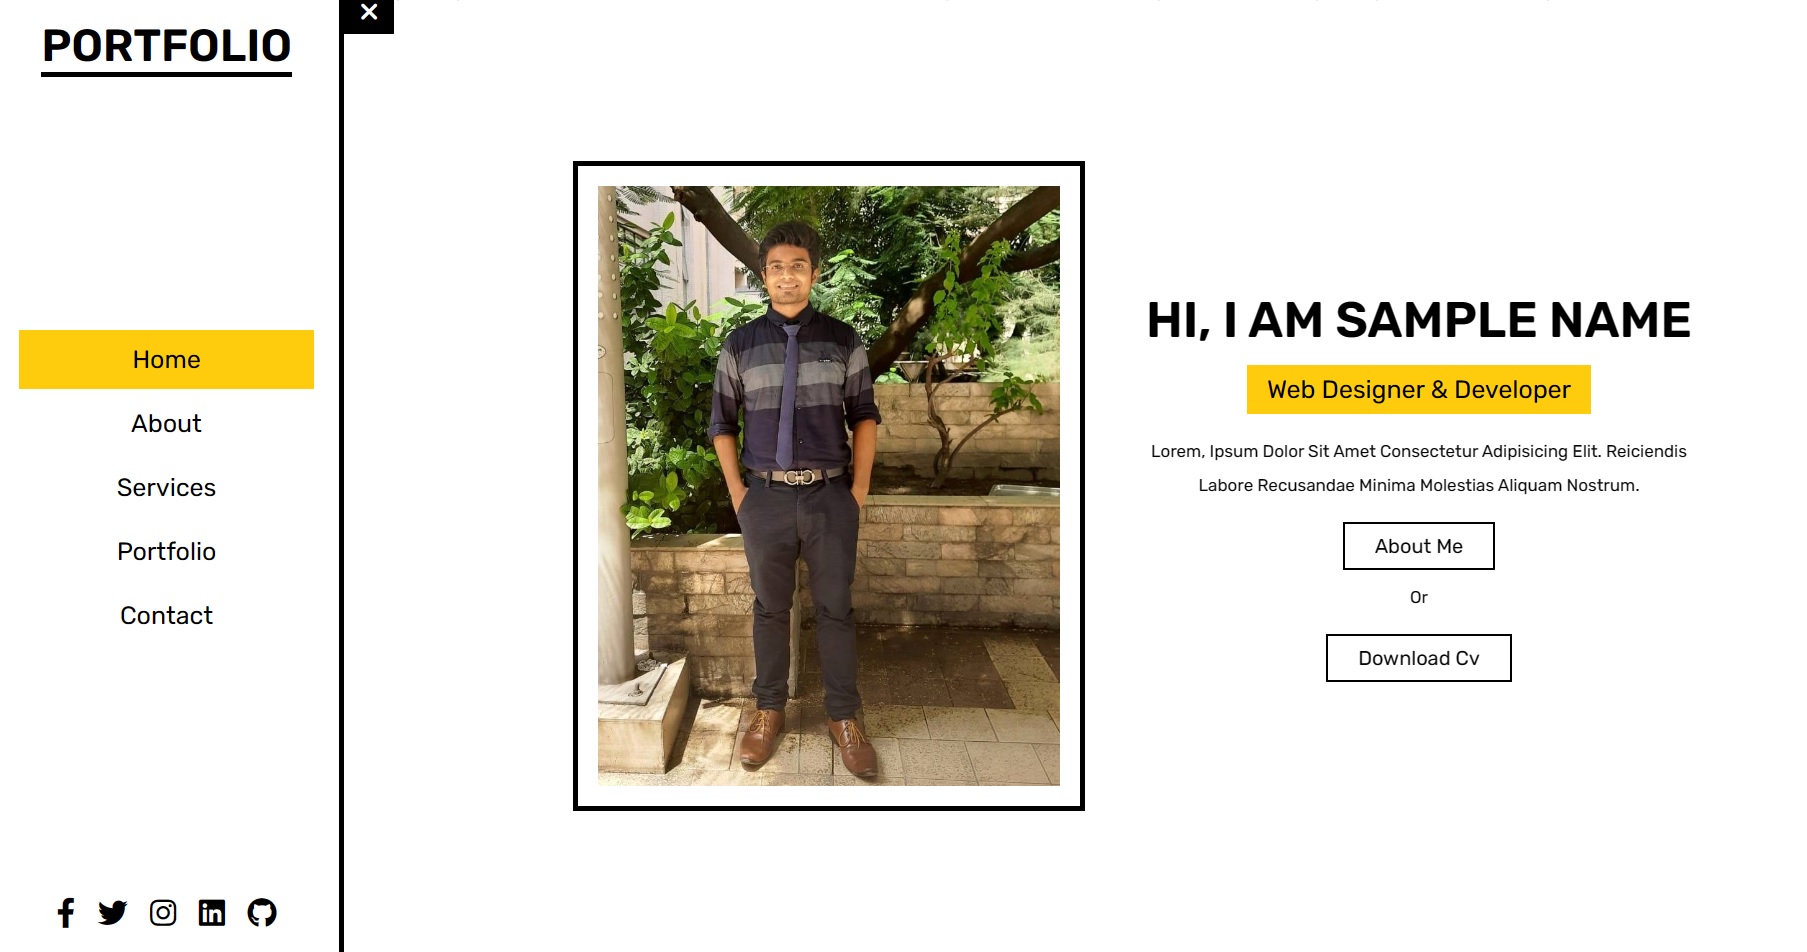 PORTFOLIO
Home
About
Services
Portfolio
Contact
HI, I AM SAMPLE NAME
Web Designer & Developer
Lorem, Ipsum Dolor Sit Amet Consectetur Adipisicing Elit. Reiciendis
Labore Recusandae Minima Molestias Aliquam Nostrum.
About Me
Or
Download Cv